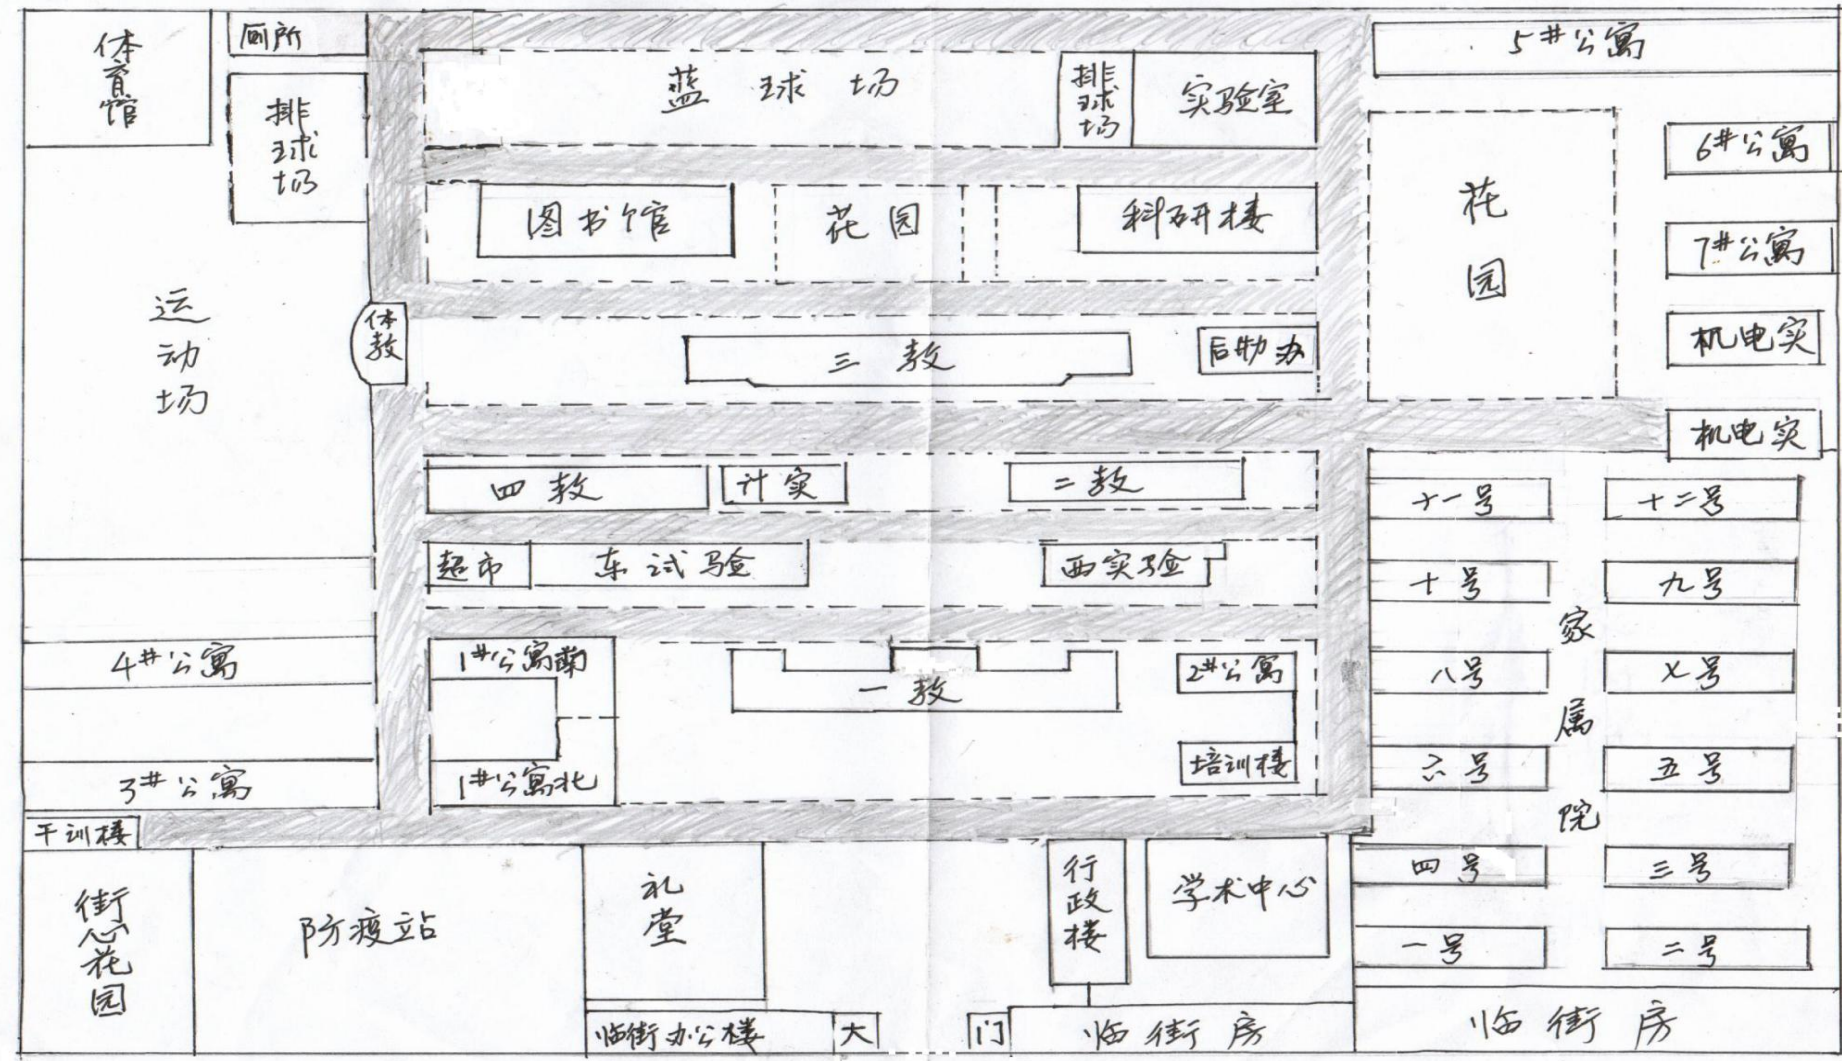 体育馆
厕所
排球场
蓝球场
排球场
实验室
5#公寓
6#公寓
7#公寓
花园
图书馆
花园
科研楼
运动场
体教
三教
后勤办
机电实
机电实
四教
计实
二教
超市
东试验
西实验
十一号
十二号
十号
九号
家属院
八号
七号
六号
五号
四号
三号
一号
二号
4#公寓
3#公寓
1#公寓南
1#公寓北
一教
2#公寓
培训楼
干训楼
街心花园
防疫站
礼堂
行政楼
学术中心
临街办公楼
大
门
临街房
临街房